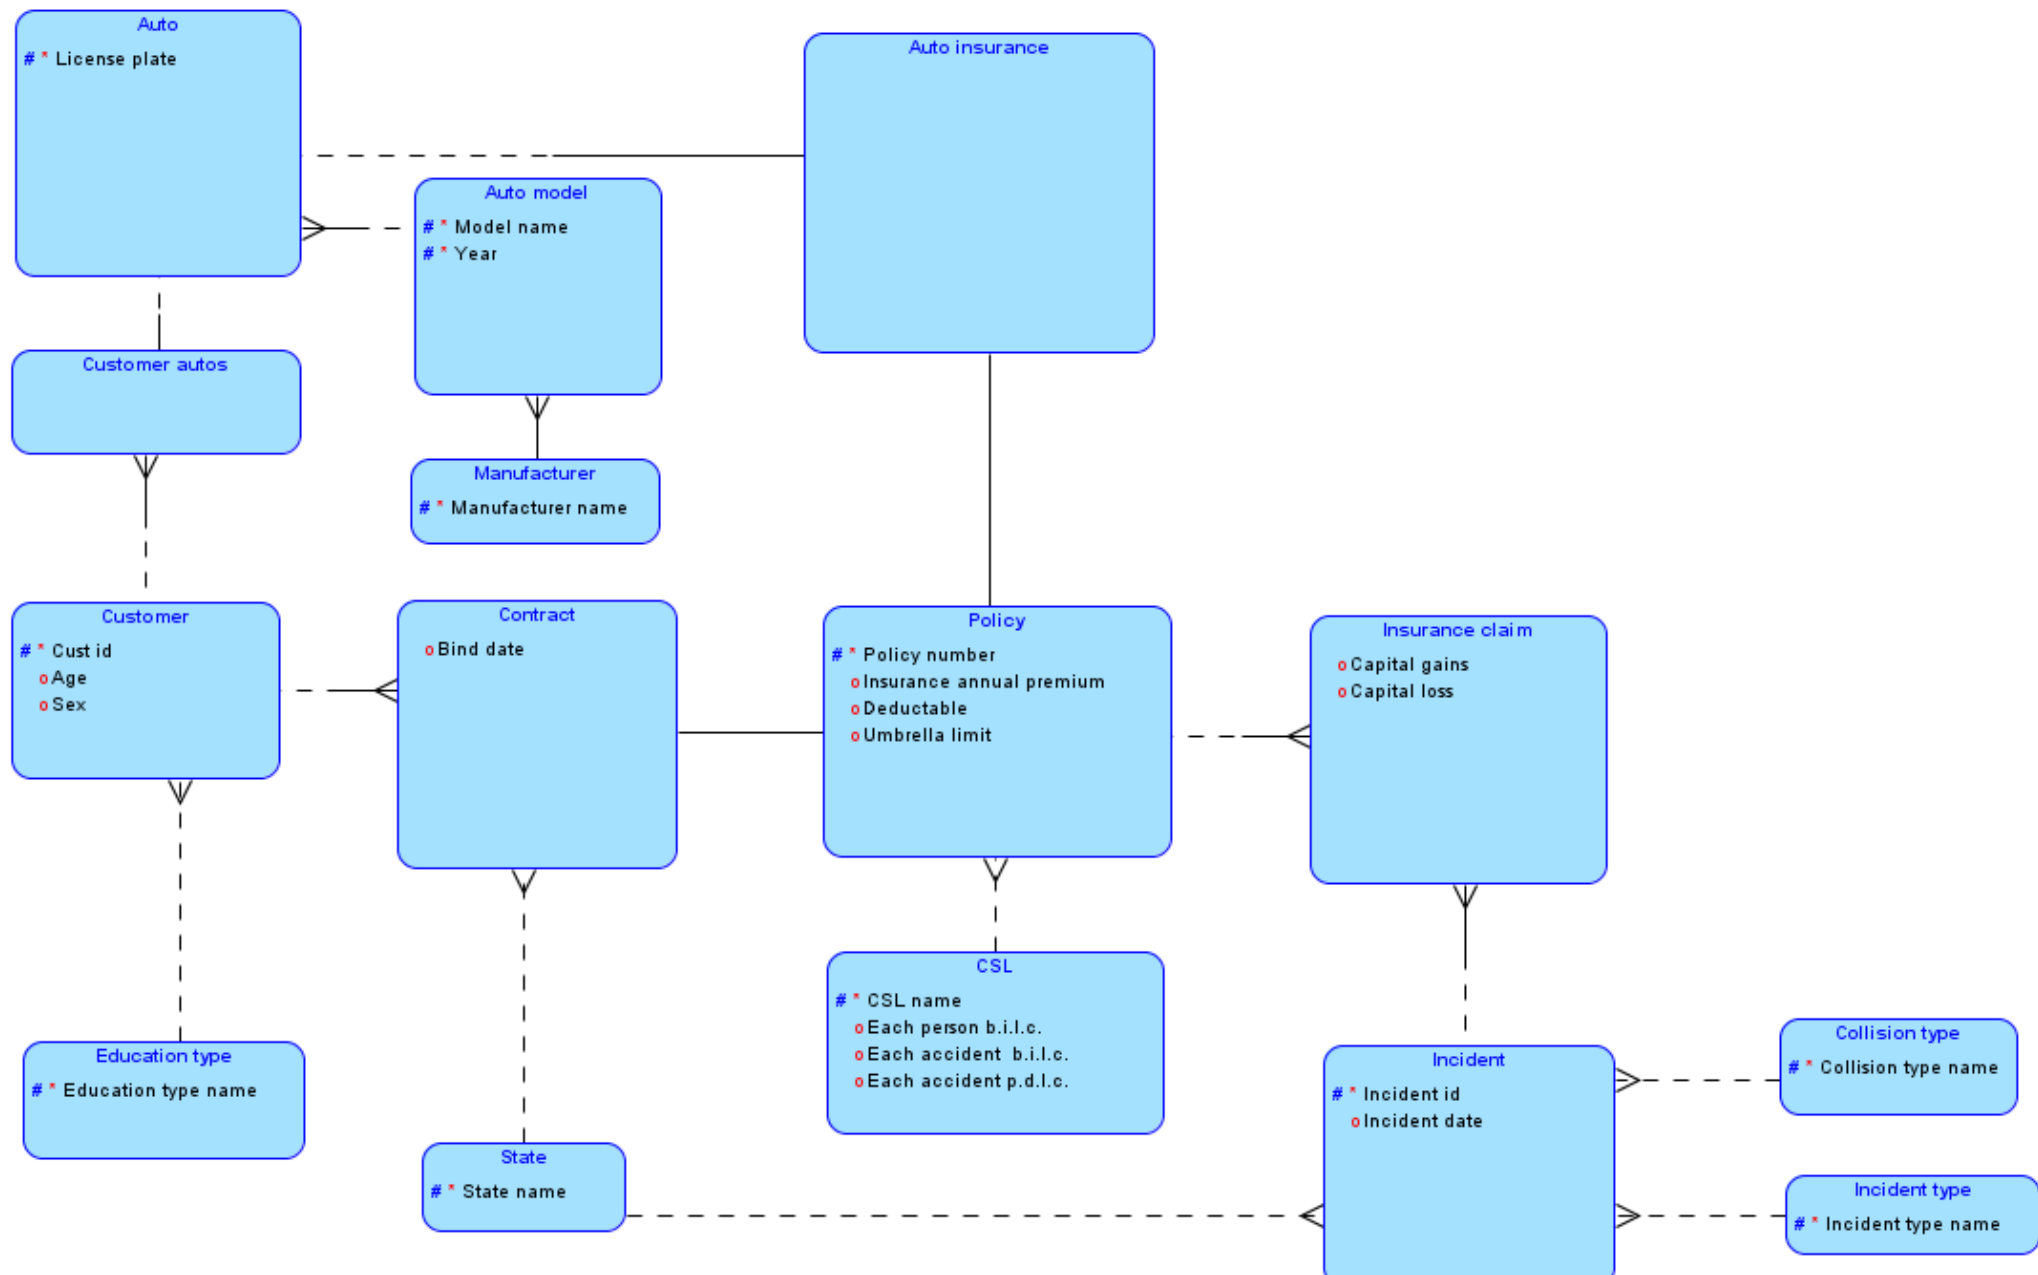 Auto
# * License plate
Auto insurance
Auto model
# * Model name
# * Year
Customer autos
Manufacturer
# * Manufacturer name
Customer
# * Cust id
o Age
o Sex
Contract
o Bind date
Policy
# * Policy number
o Insurance annual premium
o Deductable
o Umbrella limit
Insurance claim
o Capital gains
o Capital loss
CSL
# * CSL name
o Each person b.i.l.c.
o Each accident b.i.l.c.
o Each accident p.d.l.c.
Education type
# * Education type name
State
# * State name
Incident
# * Incident id
o Incident date
Collision type
# * Collision type name
Incident type
# * Incident type name